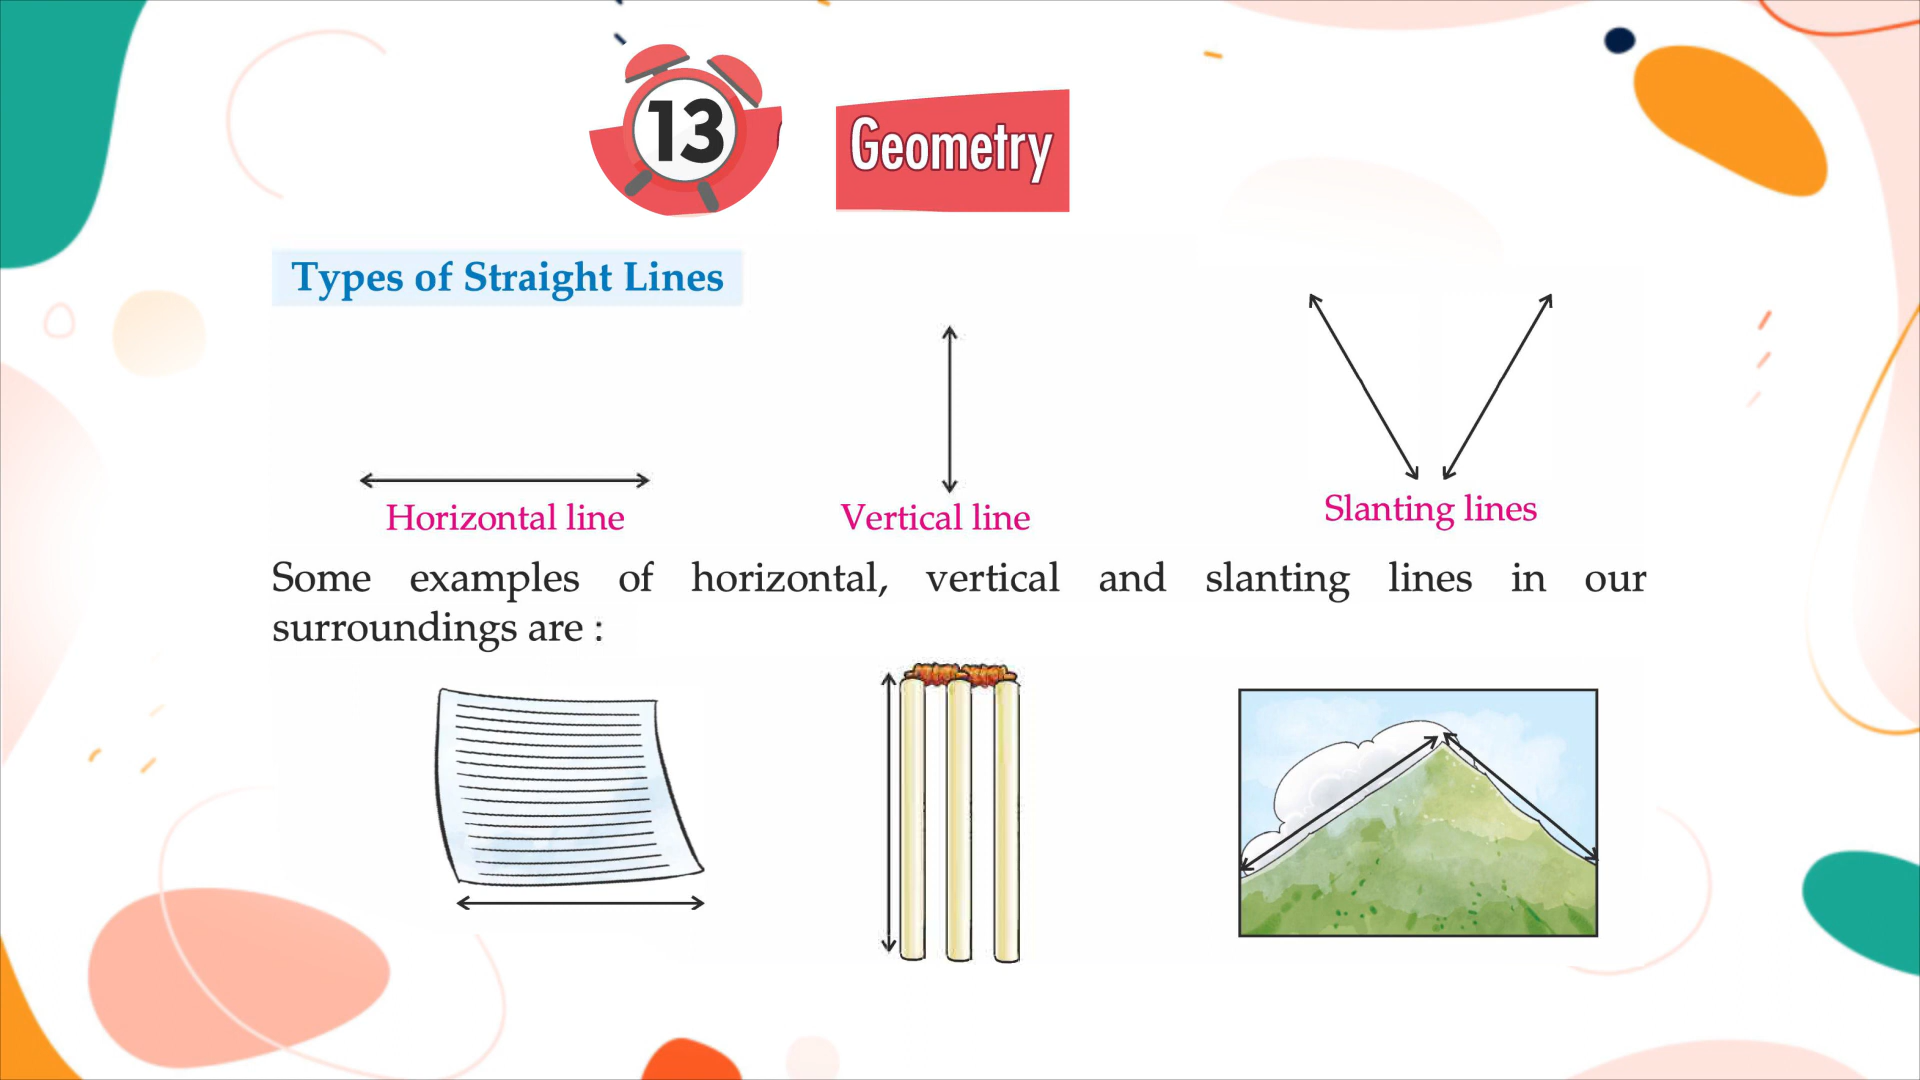 13
Geometry
Types of Straight Lines
Horizontal line
Vertical line
Slanting lines
Some examples of horizontal, vertical and slanting lines in our
surroundings are :